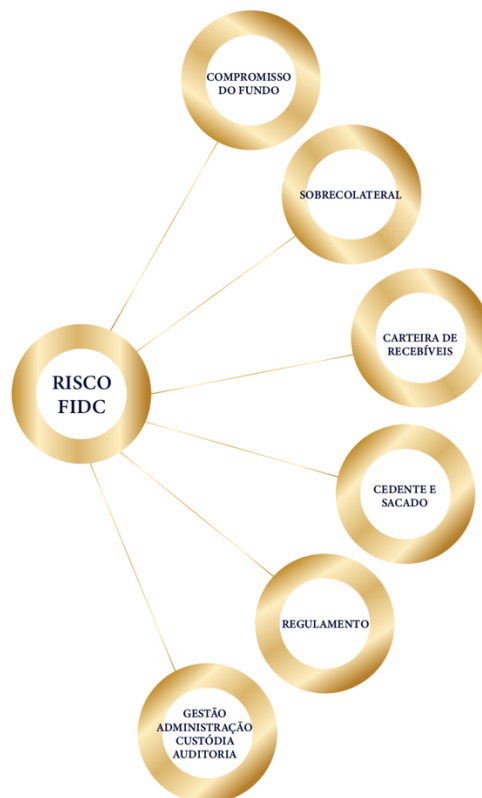 COMPROMISSO
DO FUNDO
SOBRECOLATERAL
CARTEIRA DE
RECEBÍVEIS
RISCO
FIDC
CEDENTE E
SACADO
REGULAMENTO
GESTÃO
ADMINISTRAÇÃO
CUSTÓDIA
AUDITORIA